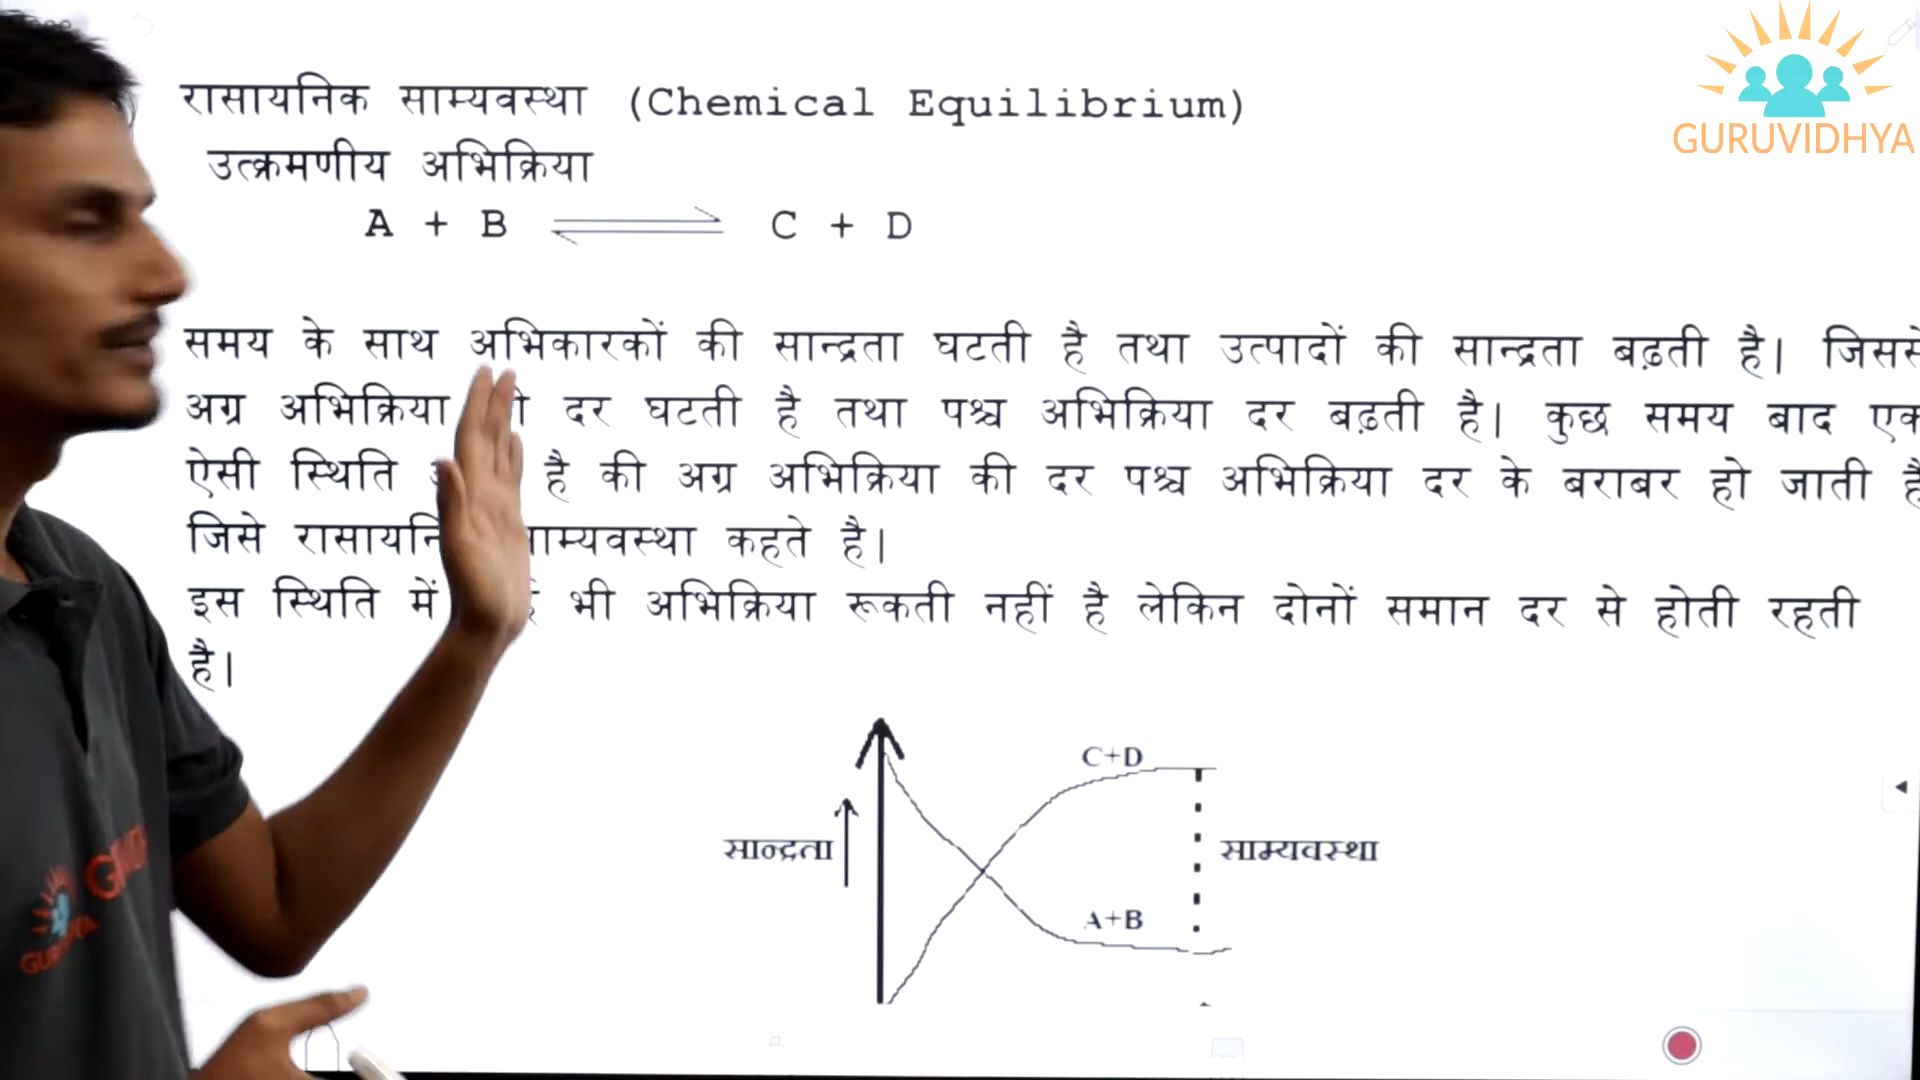 रासायनिक साम्यवस्था (Chemical Equilibrium)
उत्क्रमणीय अभिक्रिया
A + B ⇌ C + D
समय के साथ अभिकारकों की सान्द्रता घटती है तथा उत्पादों की सान्द्रता बढ़ती है। जिससे
अग्र अभिक्रिया दर घटती है तथा पश्च अभिक्रिया दर बढ़ती है। कुछ समय बाद एक
ऐसी स्थिति है की अग्र अभिक्रिया की दर पश्च अभिक्रिया दर के बराबर हो जाती है
जिसे कहते है।
इस स्थिति में भी अभिक्रिया रूकती नहीं है लेकिन दोनों समान दर से होती रहती
है।
C+D
सान्द्रता
साम्यवस्था
A+B
GURUVIDHYA